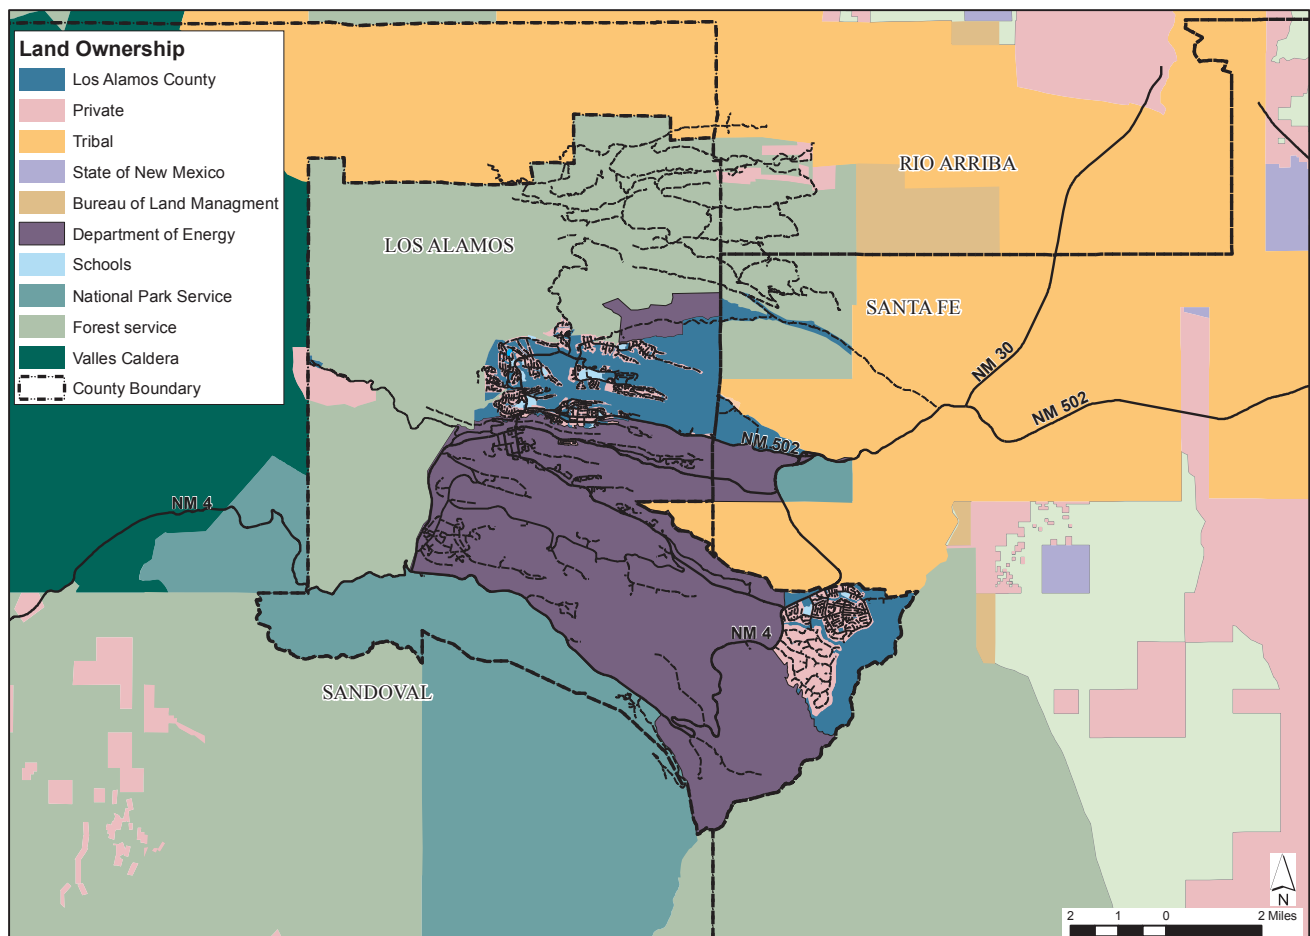 Land Ownership
Los Alamos County
Private
Tribal
State of New Mexico
Bureau of Land Managment
Department of Energy
Schools
National Park Service
Forest service
Valles Caldera
County Boundary
RIO ARRIBA
LOS ALAMOS
SANTA FE
NM 30
NM 502
NM 502
NM 4
NM 4
SANDOVAL
N
2 1 0 2 Miles